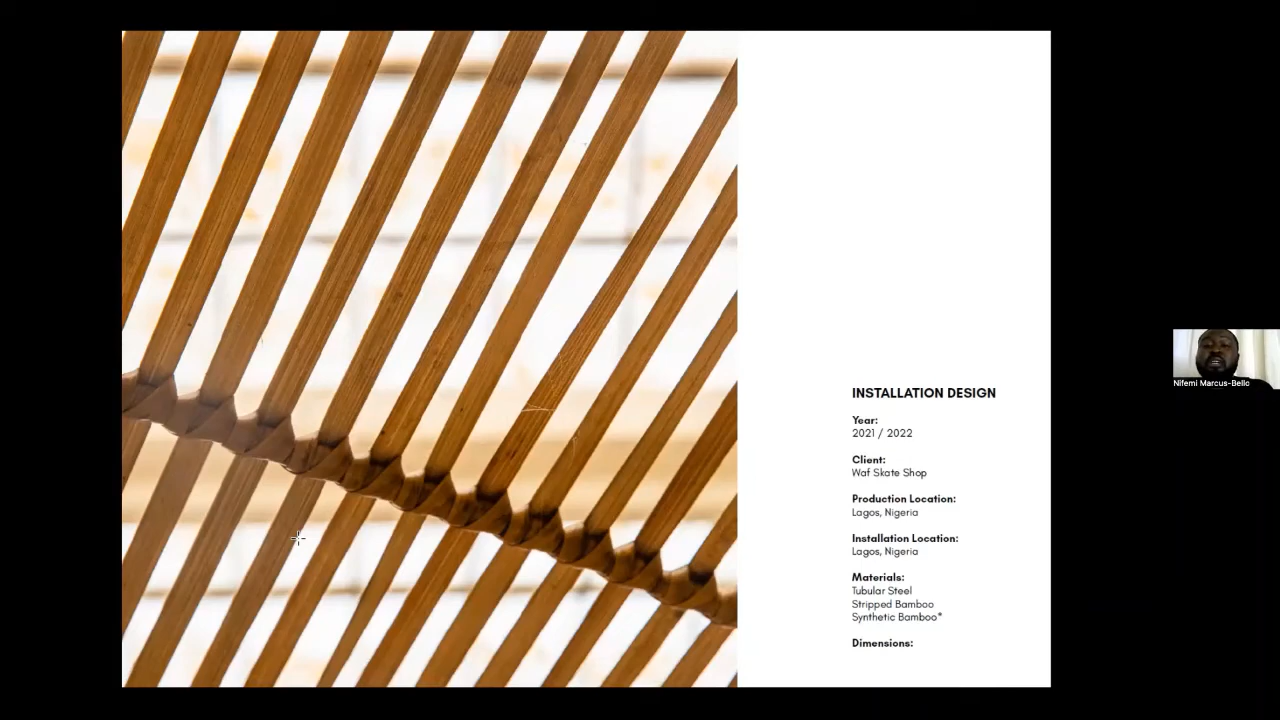 INSTALLATION DESIGN
Year:
2021 / 2022
Client:
Waf Skate Shop
Production Location:
Lagos, Nigeria
Installation Location:
Lagos, Nigeria
Materials:
Tubular Steel
Stripped Bamboo
Synthetic Bamboo*
Dimensions:
Nifemi Marcus-Bello